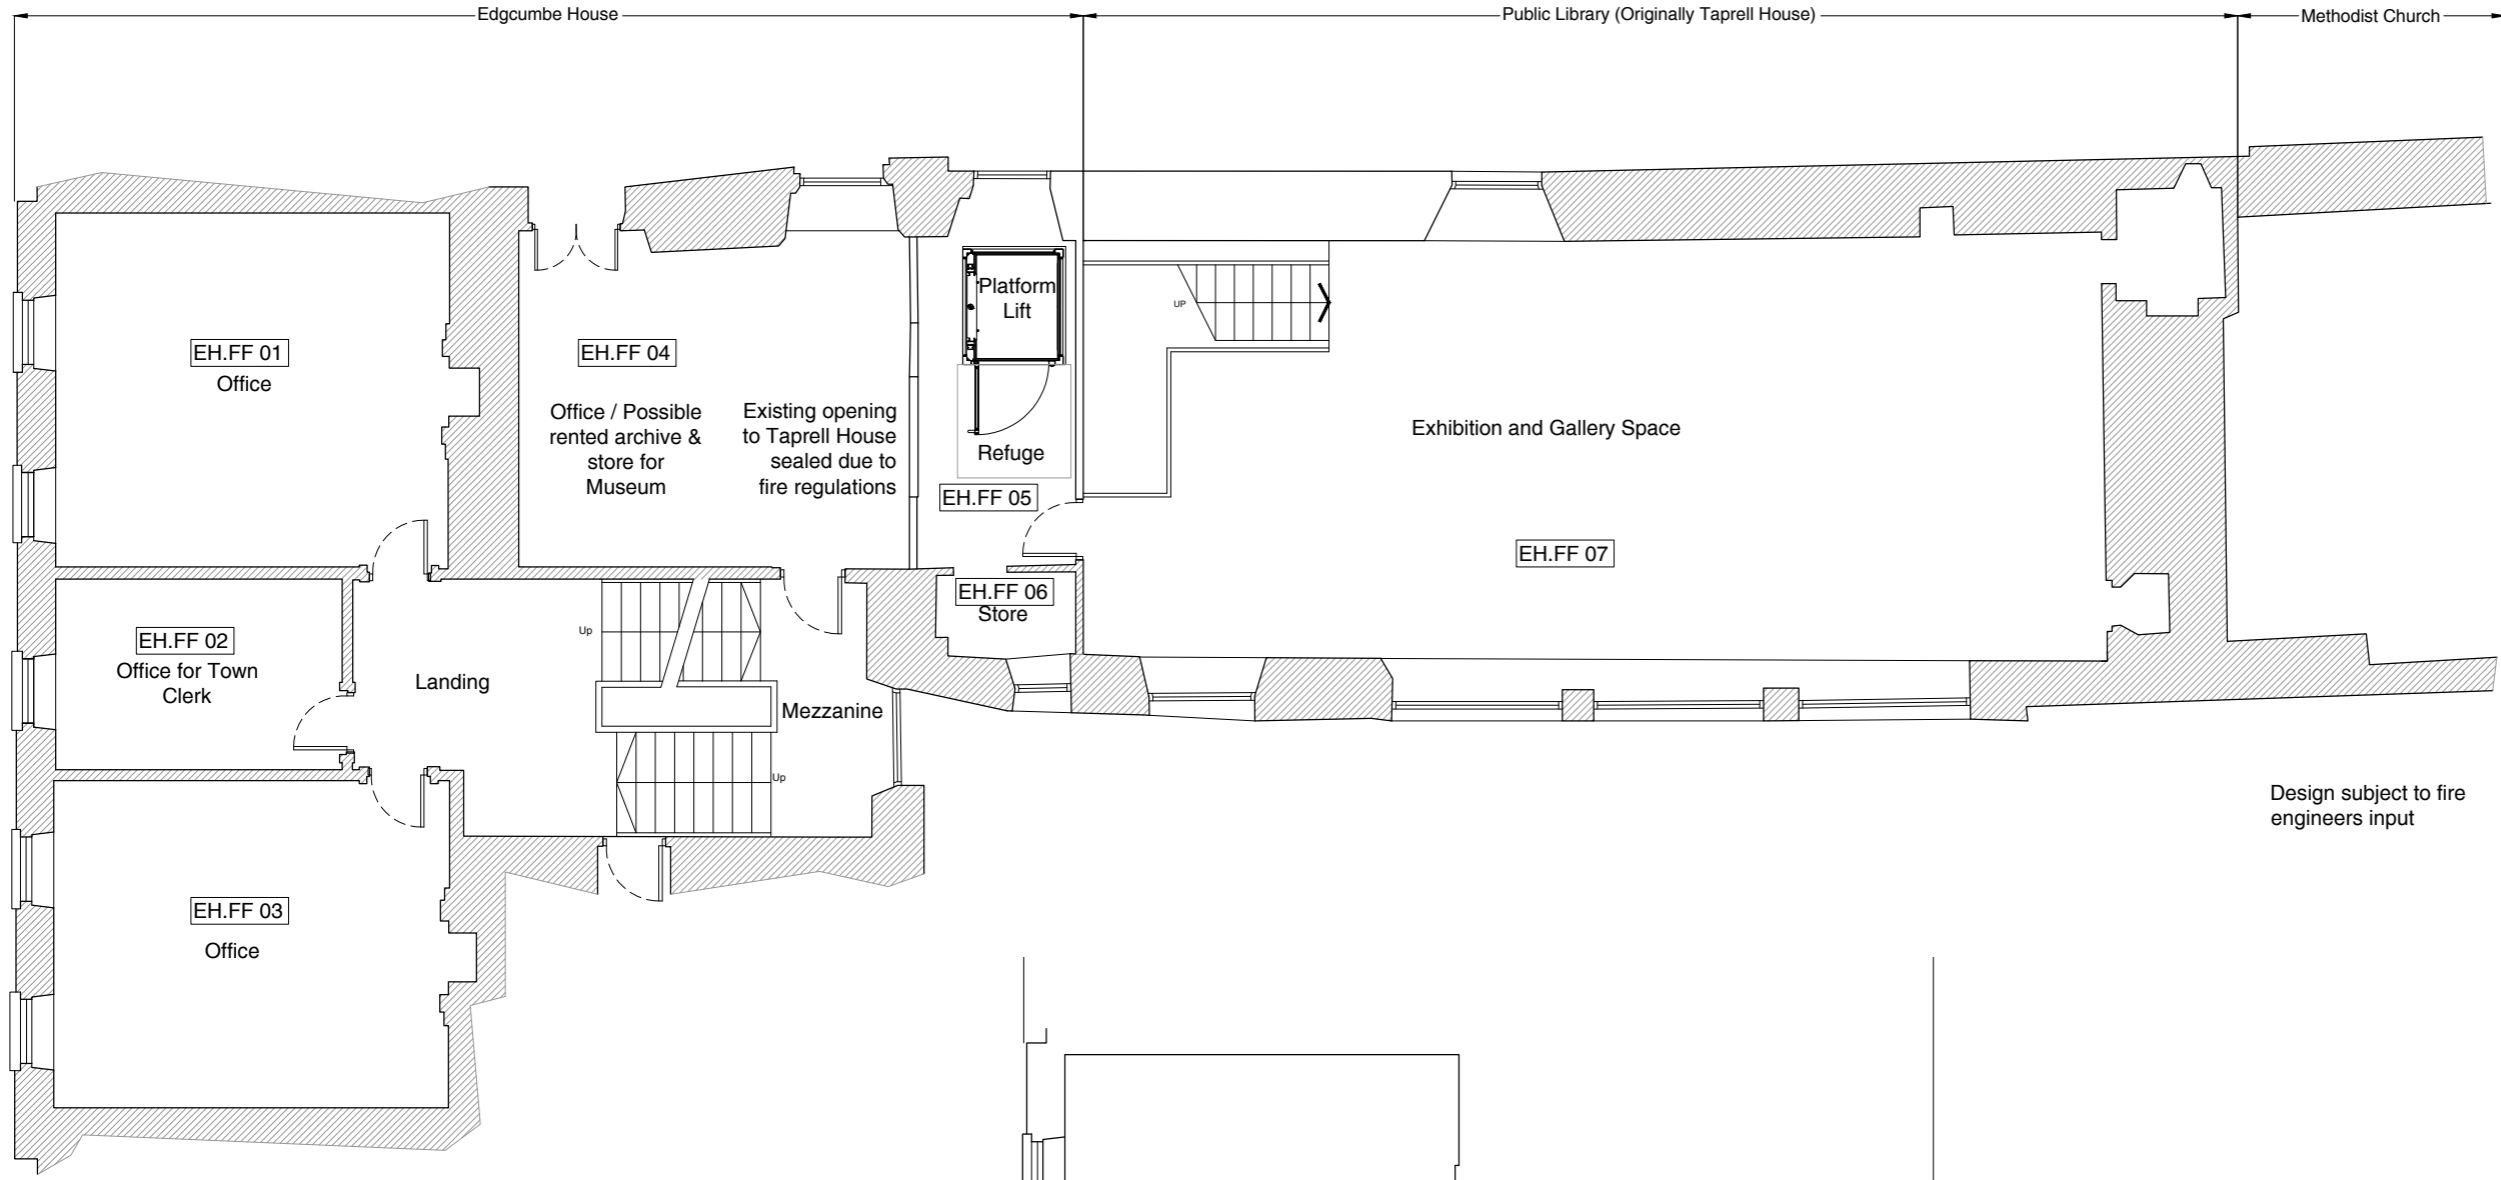 Edgcumbe House
Public Library (Originally Taprell House)
Methodist Church
EH.FF 01
Office
EH.FF 04
Office / Possible
rented archive &
store for
Museum
Existing opening
to Taprell House
sealed due to
fire regulations
Platform
Lift
Refuge
EH.FF 05
UP
Exhibition and Gallery Space
EH.FF 07
EH.FF 06
Store
EH.FF 02
Office for Town
Clerk
Landing
Up
Mezzanine
Up
Design subject to fire
engineers input
EH.FF 03
Office